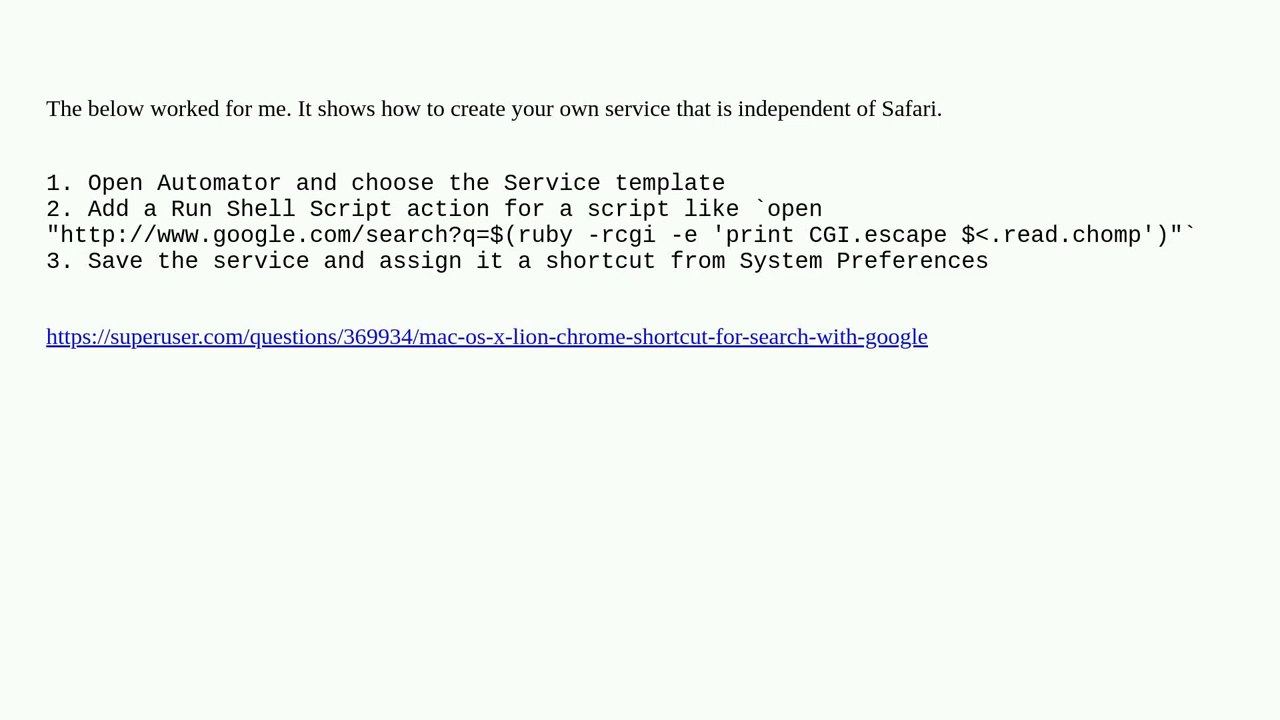 The below worked for me. It shows how to create your own service that is independent of Safari.
1. Open Automator and choose the Service template
2. Add a Run Shell Script action for a script like `open
"http://www.google.com/search?q=$(ruby -rcgi -e 'print CGI.escape $<.read.chomp')"`
3. Save the service and assign it a shortcut from System Preferences
https://superuser.com/questions/369934/mac-os-x-lion-chrome-shortcut-for-search-with-google